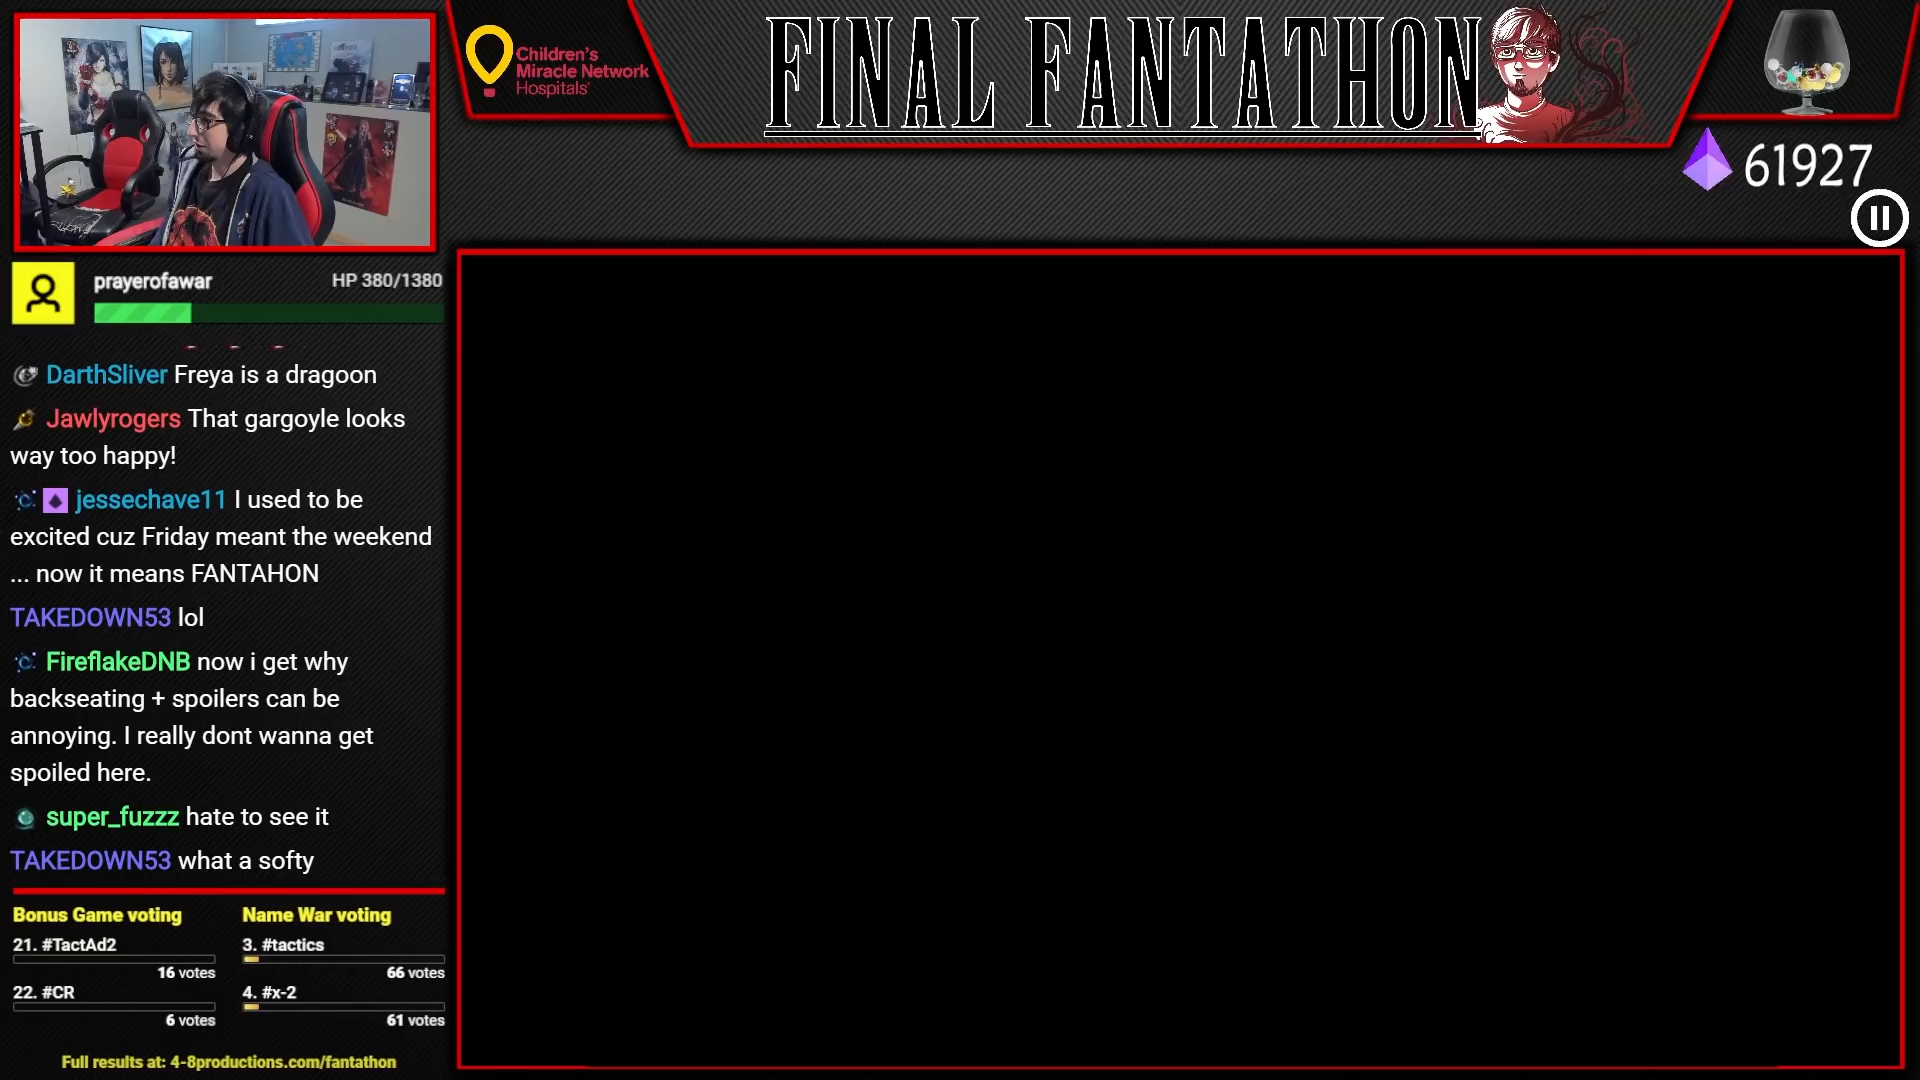 Children's
Miracle Network
Hospitals
FINAL FANTATHON
61927
prayerofawar HP 380/1380
DarthSliver Freya is a dragoon
Jawlyrogers That gargoyle looks
way too happy!
jessechave11 I used to be
excited cuz Friday meant the weekend
... now it means FANTAHON
TAKEDOWN53 lol
FireflakeDNB now i get why
backseating + spoilers can be
annoying. I really dont wanna get
spoiled here.
super_fuzzz hate to see it
TAKEDOWN53 what a softy
Bonus Game voting
21. #TactAd2
16 votes
22. #CR
6 votes
Name War voting
3. #tactics
66 votes
4. #x-2
61 votes
Full results at: 4-8productions.com/fantathon